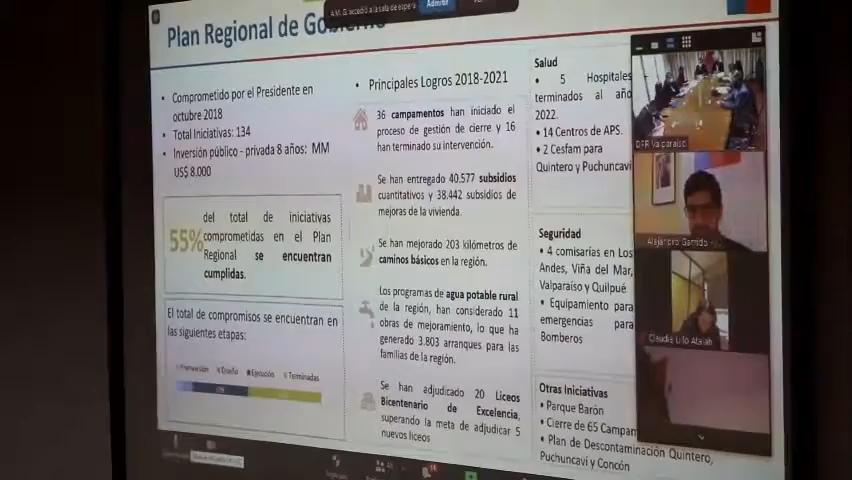 A.M. G. accedió a la sala de espera
Admitir
Plan Regional de Gobierno
• Comprometido por el Presidente en
octubre 2018
• Total Iniciativas: 134
• Inversión público - privada 8 años: MM
US$ 8.000
55%
del total de iniciativas
comprometidas en el Plan
Regional se encuentran
cumplidas.
El total de compromisos se encuentran en
las siguientes etapas:
Diseño Ejecución Terminadas
• Principales Logros 2018-2021
36 campamentos han iniciado el
proceso de gestión de cierre y 16
han terminado su intervención.
Se han entregado 40.577 subsidios
cuantitativos y 38.442 subsidios de
mejoras de la vivienda.
Se han mejorado 203 kilómetros de
caminos básicos en la región.
Los programas de agua potable rural
de la región, han considerado 11
obras de mejoramiento, lo que ha
generado 3.803 arranques para las
familias de la región.
Se han adjudicado 20 Liceos
Bicentenario de Excelencia,
superando la meta de adjudicar 5
nuevos liceos
Salud
• 5 Hospitales
terminados al año
2022.
• 14 Centros de APS.
• 2 Cesfam para
Quintero y Puchuncaví
Seguridad
• 4 comisarías en Los
Andes, Viña del Mar,
Valparaíso y Quilpué
• Equipamiento para
emergencias para
Bomberos
Otras Iniciativas
• Parque Barón
• Cierre de 65 Campam
• Plan de Descontaminación Quintero,
Puchuncaví y Concón
DPR Valparaíso
Alejandro Garrido
Claudia Lillo Atalah